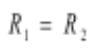 R₁ = R₂